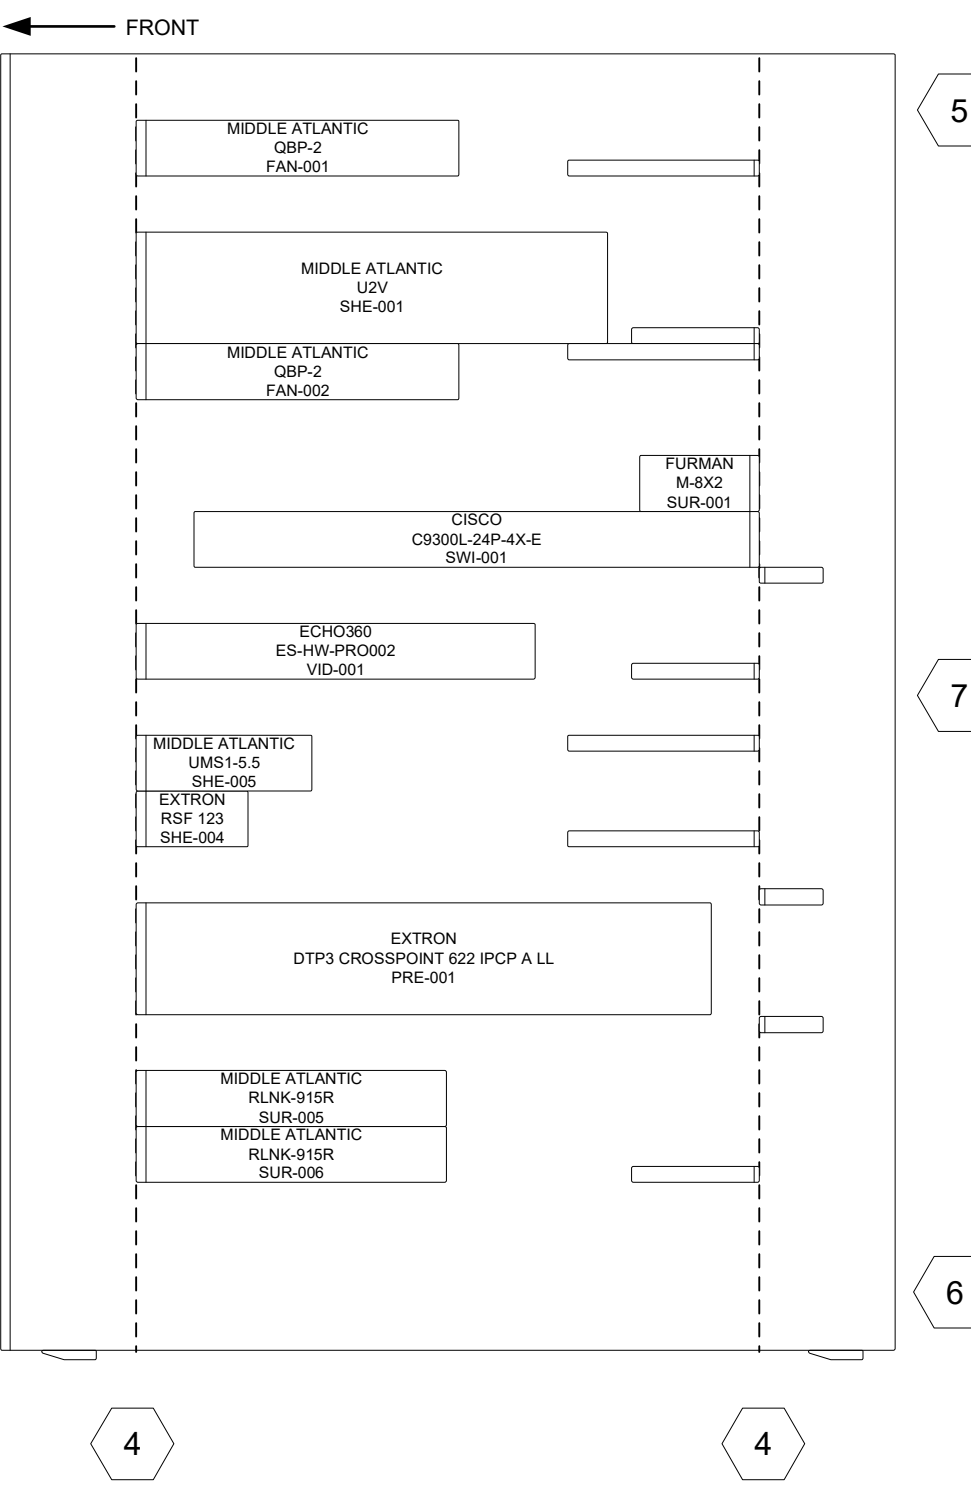 FRONT
5
MIDDLE ATLANTIC
QBP-2
FAN-001
MIDDLE ATLANTIC
U2V
SHE-001
MIDDLE ATLANTIC
QBP-2
FAN-002
FURMAN
M-8X2
SUR-001
CISCO
C9300L-24P-4X-E
SWI-001
ECHO360
ES-HW-PRO002
VID-001
7
MIDDLE ATLANTIC
UMS1-5.5
SHE-005
EXTRON
RSF 123
SHE-004
EXTRON
DTP3 CROSSPOINT 622 IPCP A LL
PRE-001
MIDDLE ATLANTIC
RLNK-915R
SUR-005
MIDDLE ATLANTIC
RLNK-915R
SUR-006
6
4
4